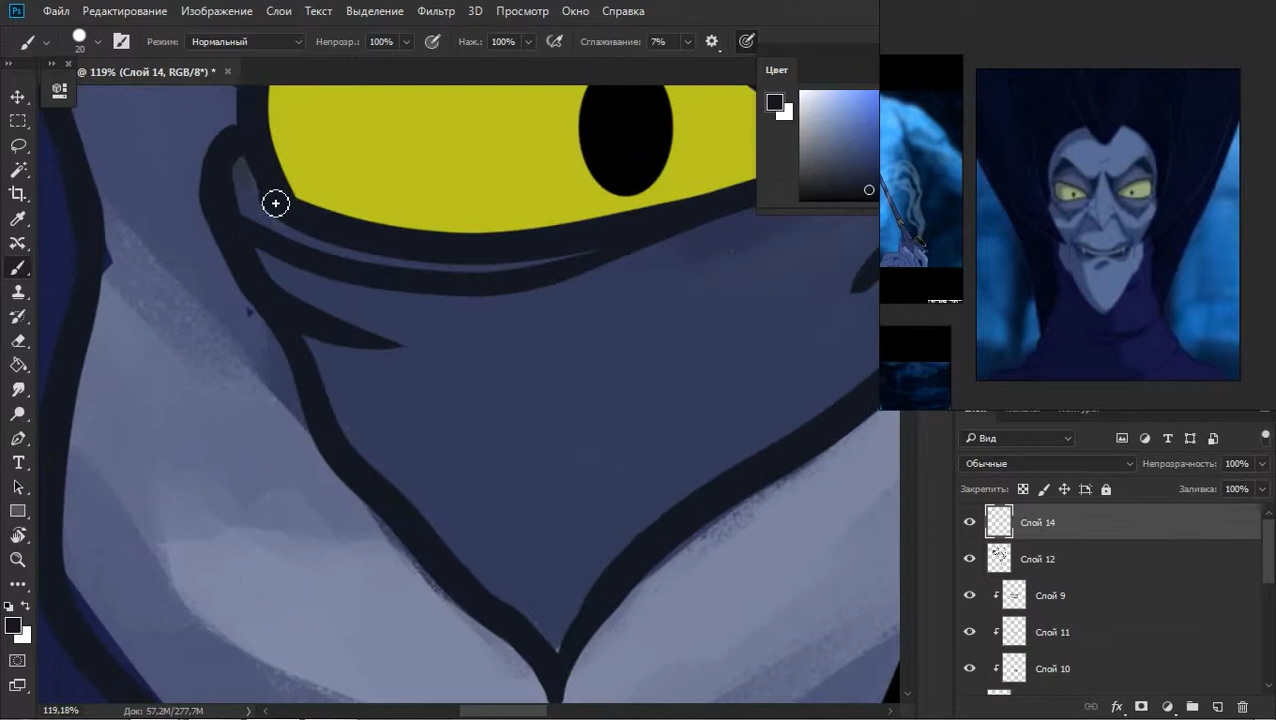 Ps Файл Редактирование Изображение Слои Текст Выделение Фильтр 3D Просмотр Окно Справка
20 Режим: Нормальный Непрозр.: 100% Наж.: 100% Сглаживание: 7%
@ 119% (Слой 14, RGB/8*) *
Цвет
Вид
Обычные Непрозрачность: 100%
Закрепить: Заливка: 100%
Слой 14
Слой 12
Слой 9
Слой 11
Слой 10
119,18% Док: 57,2M/277,7M